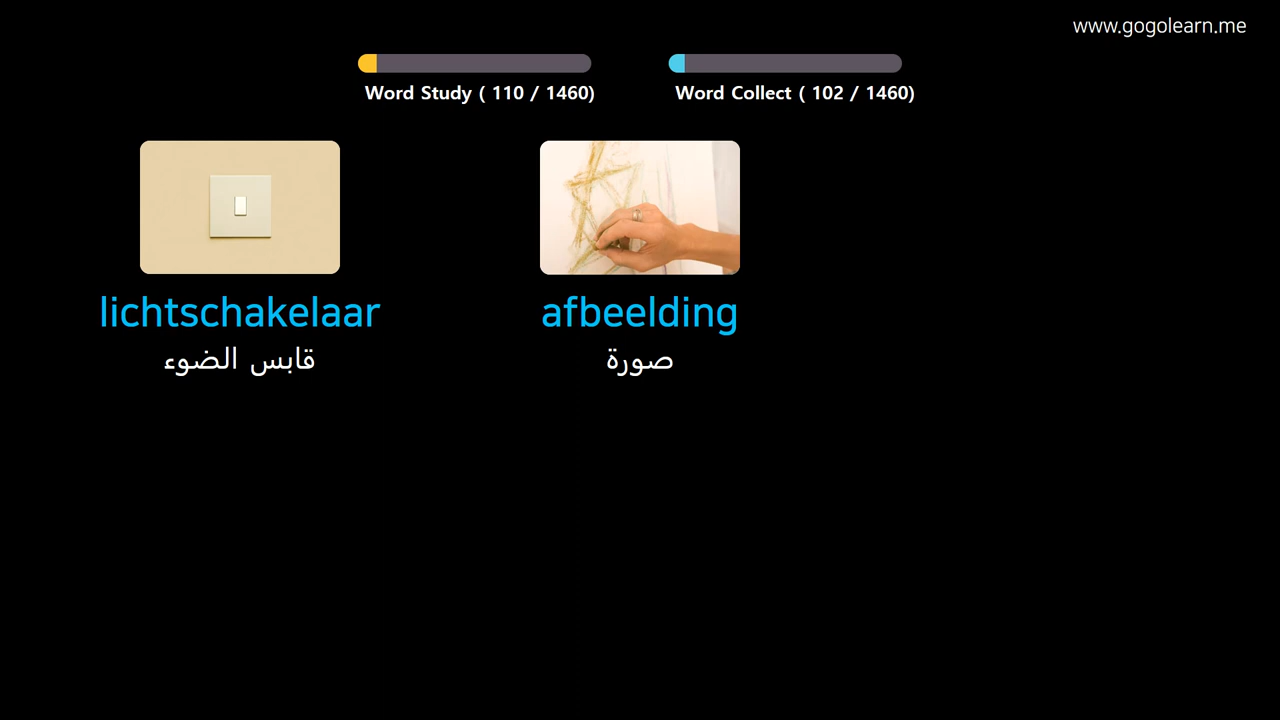 www.gogolearn.me
Word Study ( 110 / 1460)
Word Collect ( 102 / 1460)
lichtschakelaar
قابس الضوء
afbeelding
صورة